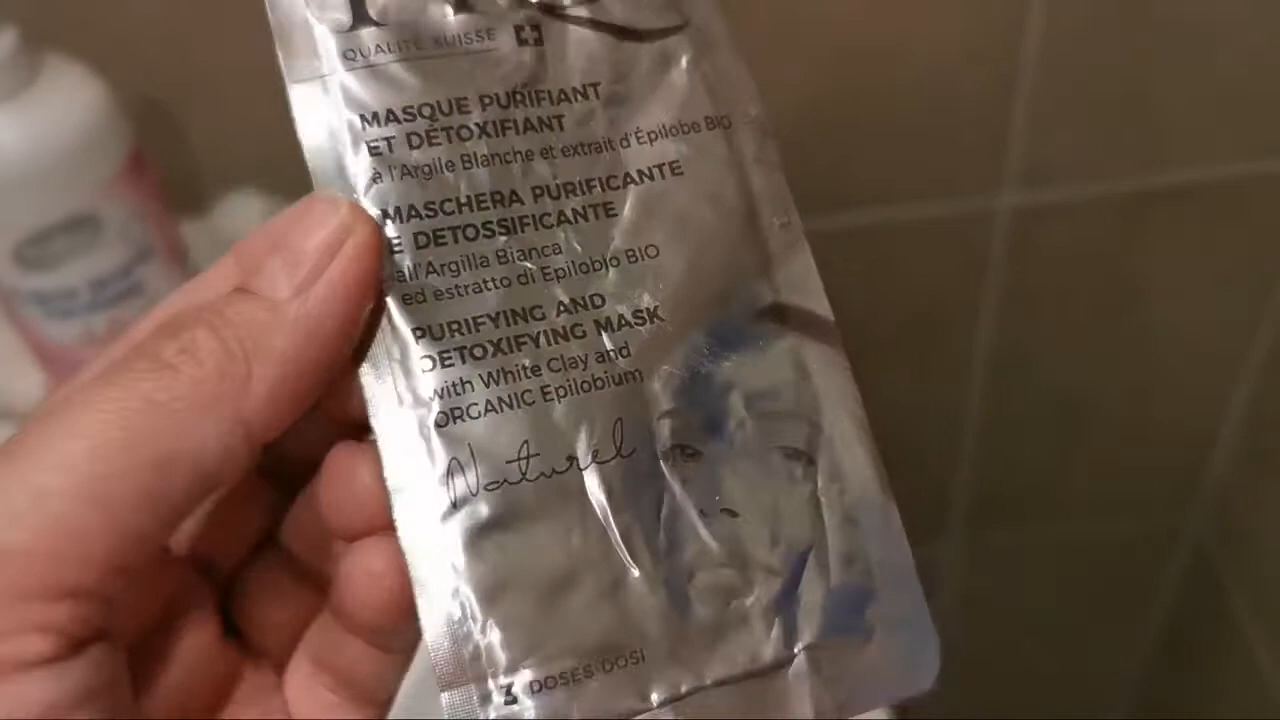 QUALITÉ SUISSE
MASQUE PURIFIANT
ET DÉTOXIFIANT
à l'Argile Blanche et extrait d'Épilobe BIO
MASCHERA PURIFICANTE
E DETOSSIFICANTE
all'Argilla Bianca
ed estratto di Epilobio BIO
PURIFYING AND
DETOXIFYING MASK
with White Clay and
ORGANIC Epilobium
Naturel
3 DOSES DOSI